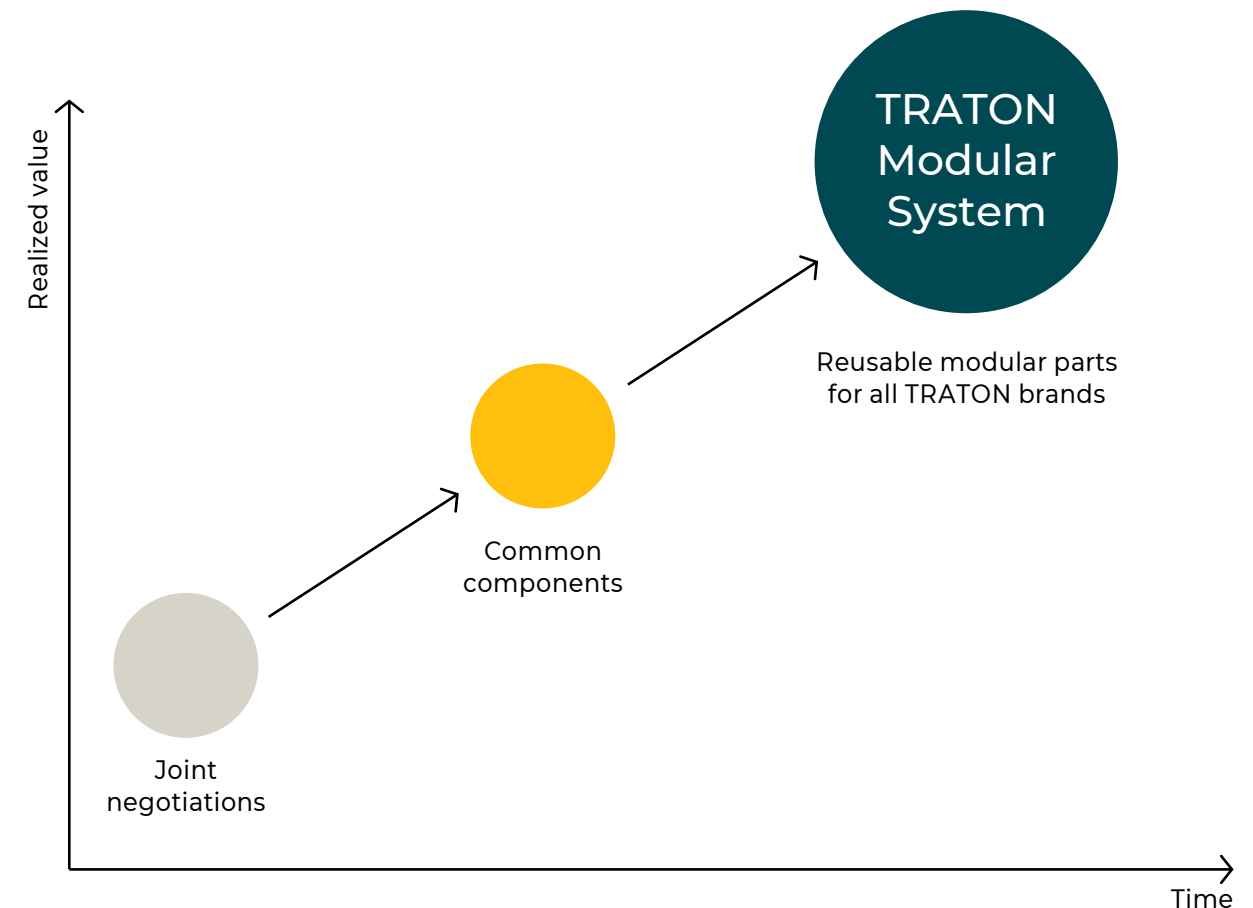 TRATON
Modular
System
Realized value
Reusable modular parts
for all TRATON brands
Common
components
Joint
negotiations
Time